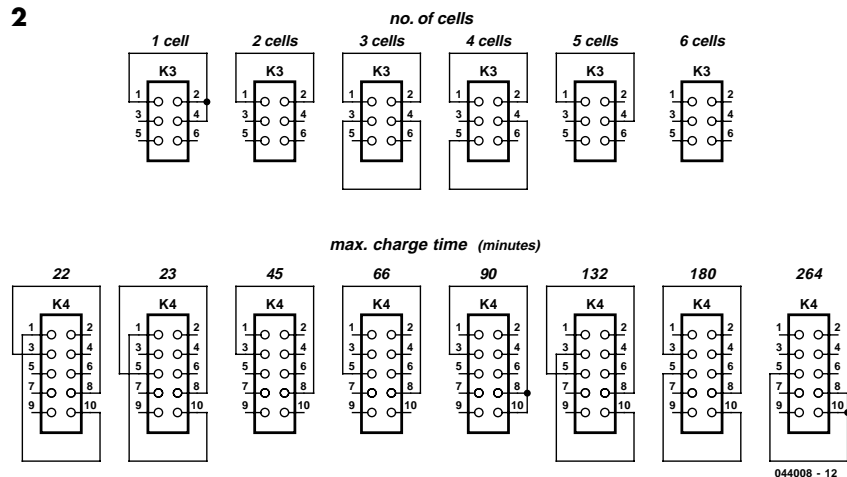 2
no. of cells
1 cell 2 cells 3 cells 4 cells 5 cells 6 cells
K3 K3 K3 K3 K3 K3
1 2 1 2 1 2 1 2 1 2 1 2
3 4 3 4 3 4 3 4 3 4 3 4
5 6 5 6 5 6 5 6 5 6 5 6
max. charge time (minutes)
22 23 45 66 90 132 180 264
K4 K4 K4 K4 K4 K4 K4 K4
1 2 1 2 1 2 1 2 1 2 1 2 1 2 1 2
3 4 3 4 3 4 3 4 3 4 3 4 3 4 3 4
5 6 5 6 5 6 5 6 5 6 5 6 5 6 5 6
7 8 7 8 7 8 7 8 7 8 7 8 7 8 7 8
9 10 9 10 9 10 9 10 9 10 9 10 9 10 9 10
044008 - 12